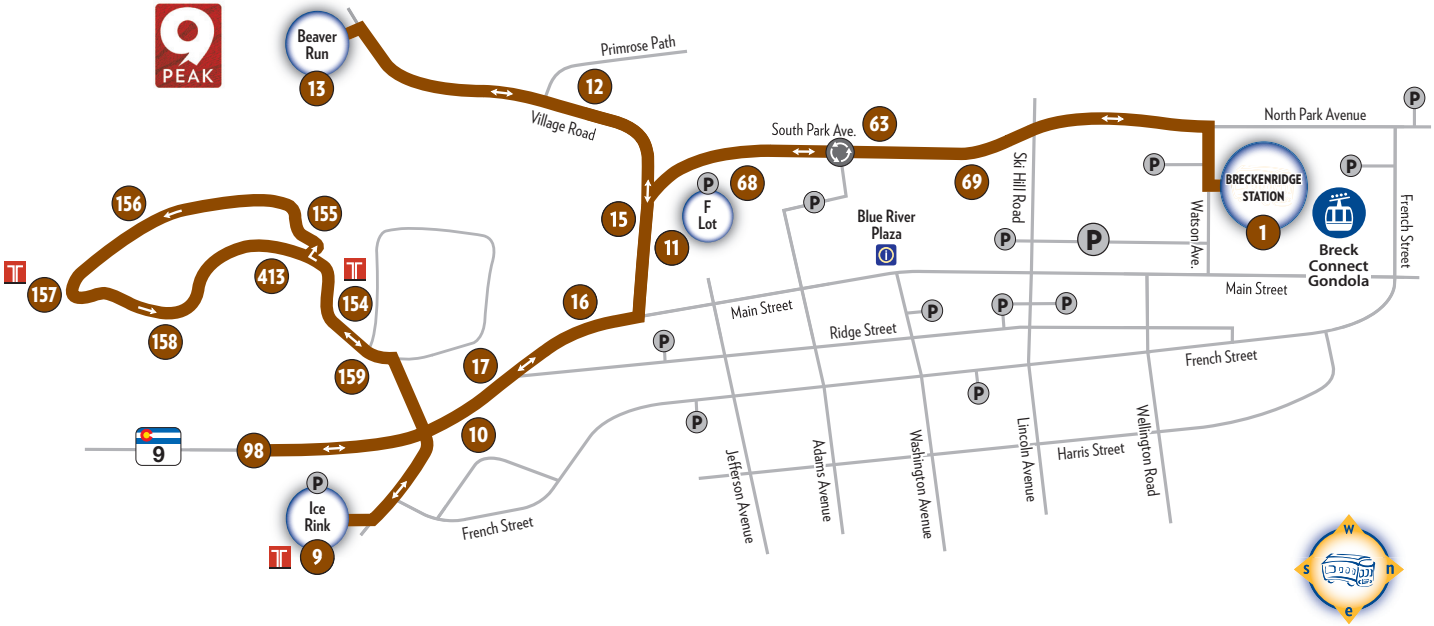 9
PEAK
Beaver
Run
13
Primrose Path
12
Village Road
South Park Ave.
63
North Park Avenue
P
P
P
BRECKENRIDGE
STATION
1
Breck
Connect
Gondola
French Street
Watson Ave.
Ski Hill Road
69
68
P
F
Lot
11
15
P
Blue River
Plaza
P
P
Main Street
156
155
T
157
T
154
413
158
159
16
Main Street
17
P
Ridge Street
P
P
P
French Street
P
P
10
9
98
P
Ice
Rink
T
9
French Street
Jefferson Avenue
Adams Avenue
Washington Avenue
Lincoln Avenue
Harris Street
Wellington Road
w
s
n
e